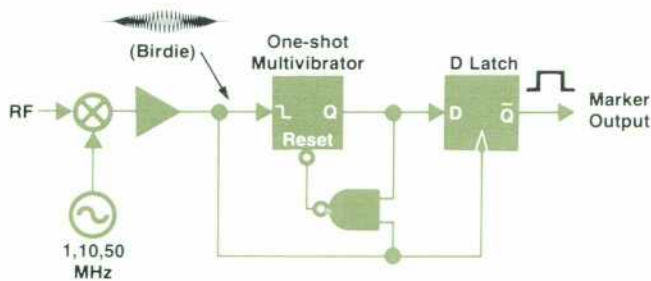 (Birdie)
One-shot
Multivibrator
D Latch
RF
Q
Reset
D
Q̅
Marker
Output
1,10,50
MHz